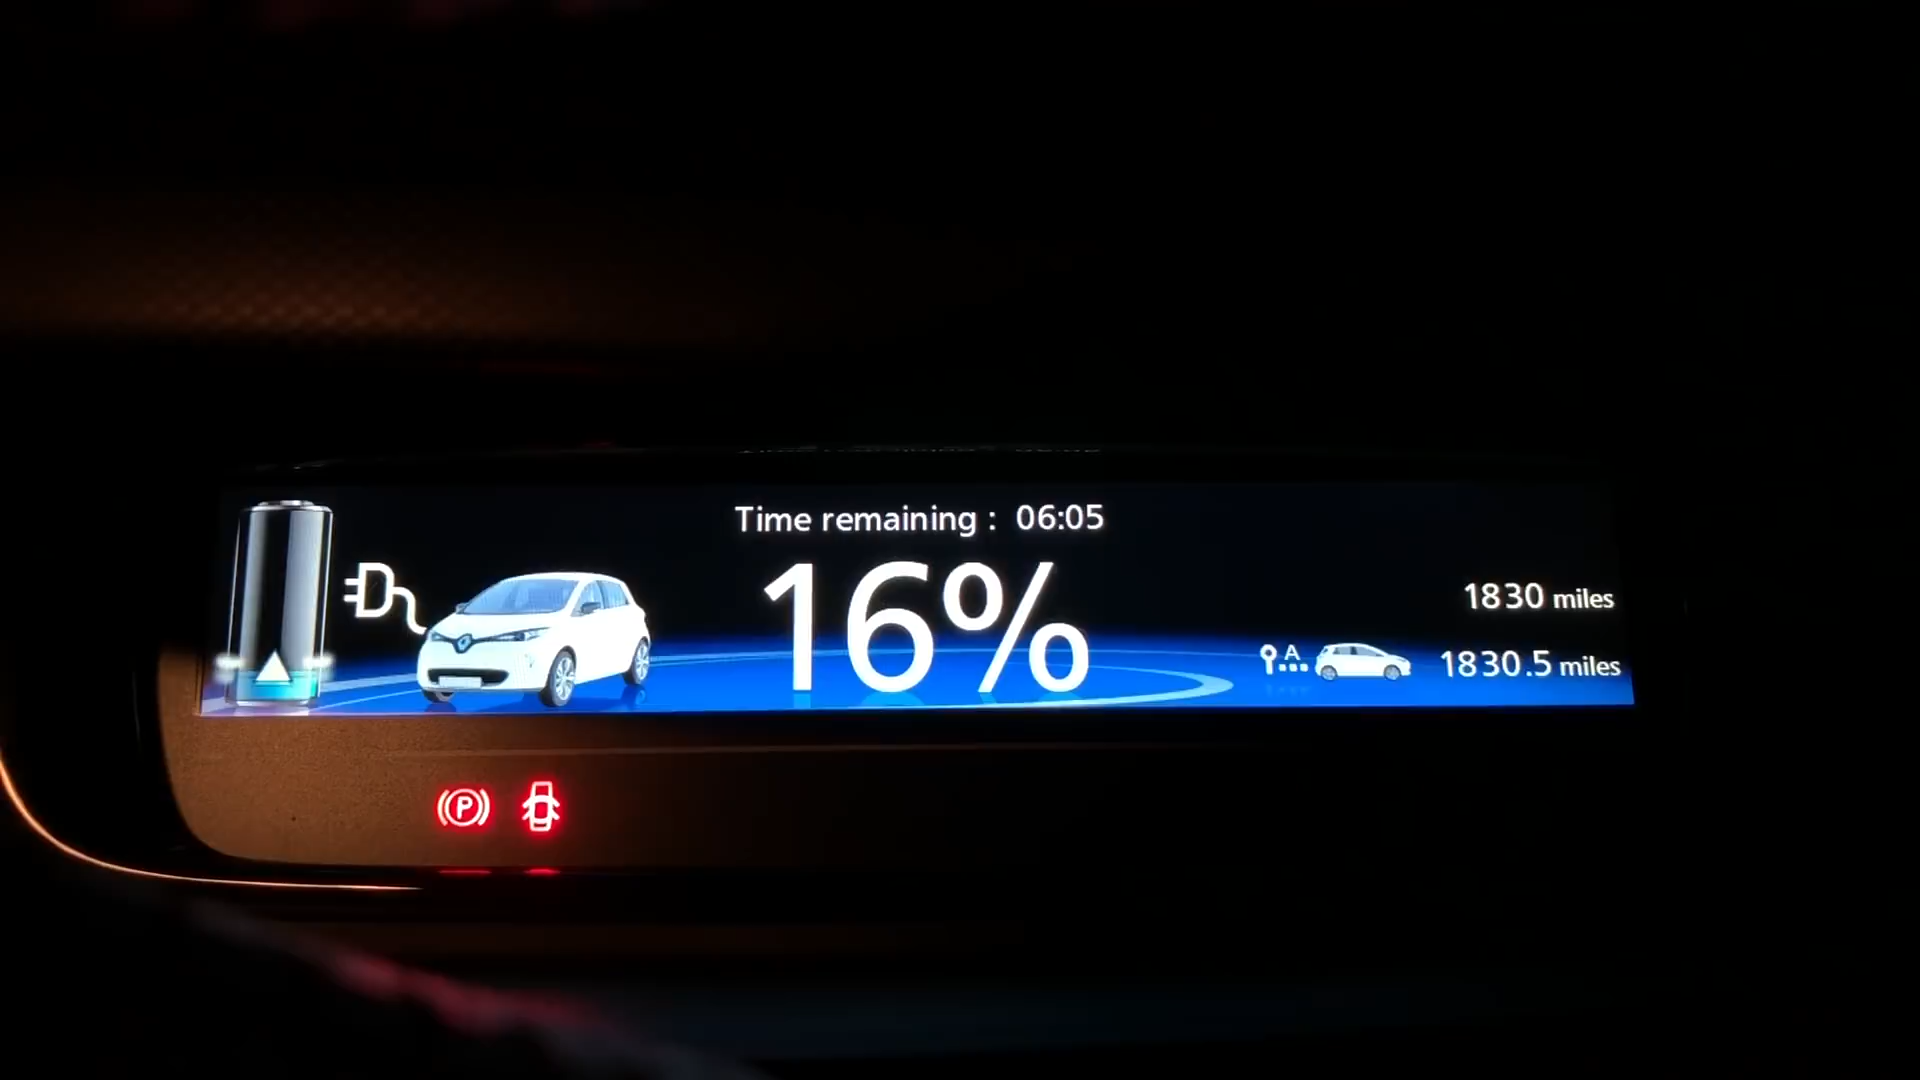 Time remaining : 06:05
16%
1830 miles
A
1830.5 miles
P